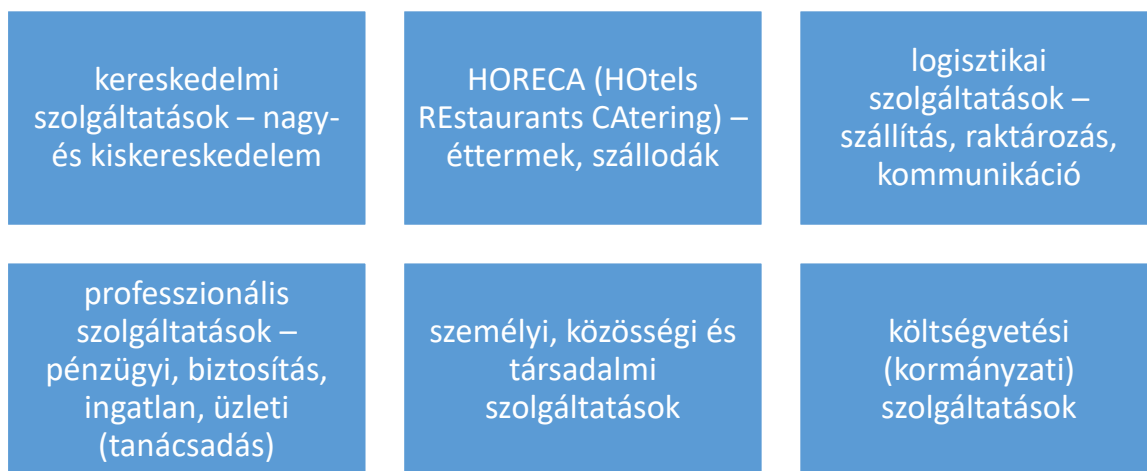 kereskedelmi
szolgáltatások – nagy-
és kiskereskedelem
HORECA (HOtels
REstaurants CAtering) –
éttermek, szállodák
logisztikai
szolgáltatások –
szállítás, raktározás,
kommunikáció
professzionális
szolgáltatások –
pénzügyi, biztosítás,
ingatlan, üzleti
(tanácsadás)
személyi, közösségi és
társadalmi
szolgáltatások
költségvetési
(kormányzati)
szolgáltatások